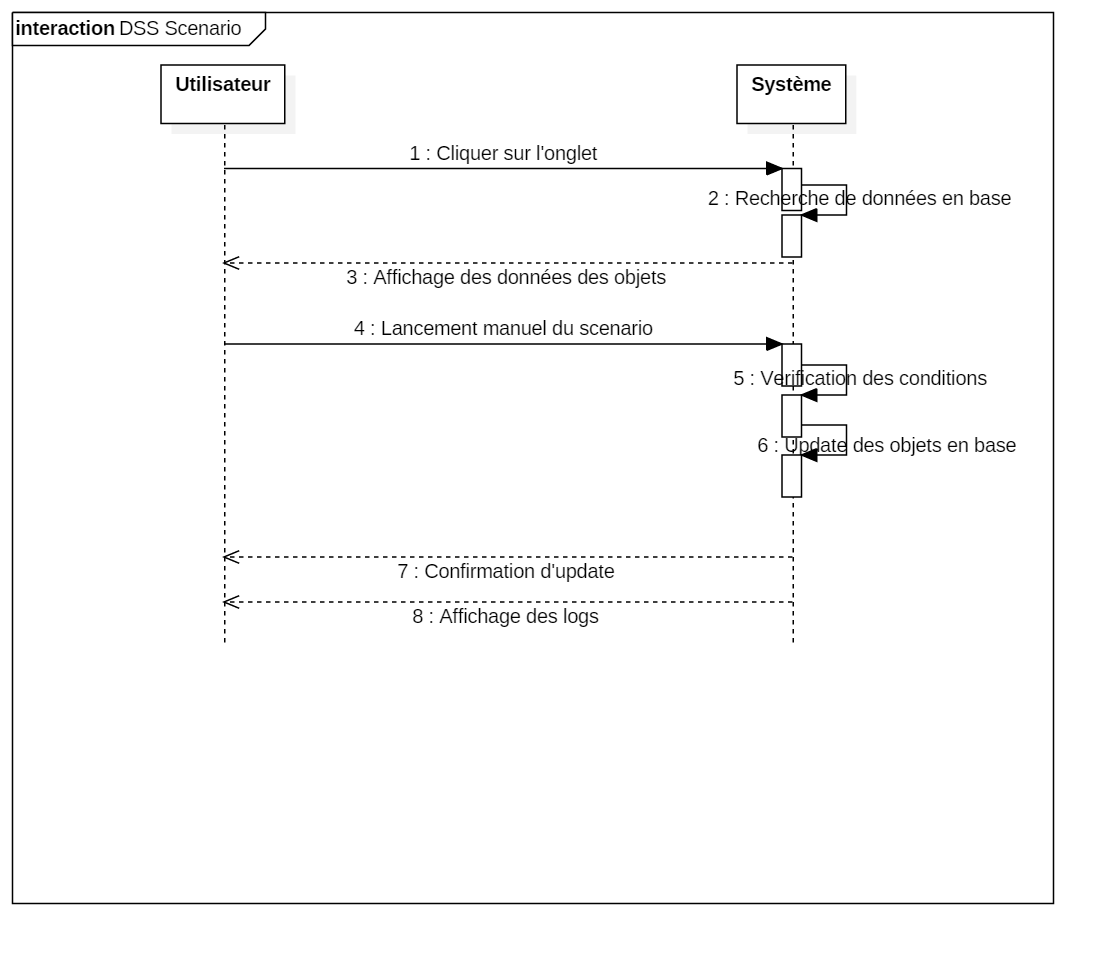 interaction DSS Scenario
Utilisateur
Système
1 : Cliquer sur l'onglet
2 : Recherche de données en base
3 : Affichage des données des objets
4 : Lancement manuel du scenario
5 : Verification des conditions
6 : Update des objets en base
7 : Confirmation d'update
8 : Affichage des logs